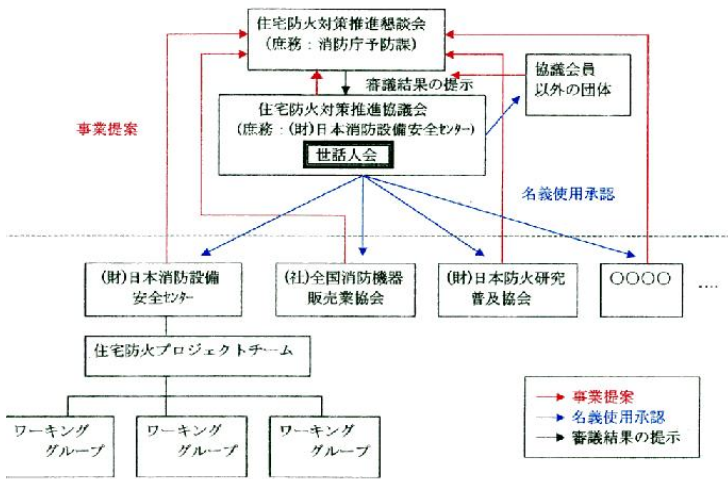 住宅防火対策推進懇談会
(庶務：消防庁予防課)
審議結果の提示
協議会員
以外の団体
事業提案
住宅防火対策推進協議会
(庶務：(財)日本消防設備安全センター)
世話人会
名義使用承認
(財)日本消防設備
安全センター
(社)全国消防機器
販売業協会
(財)日本防火研究
普及協会
〇〇〇〇
‥‥
住宅防火プロジェクトチーム
ワーキング
グループ
ワーキング
グループ
ワーキング
グループ
事業提案
名義使用承認
審議結果の提示